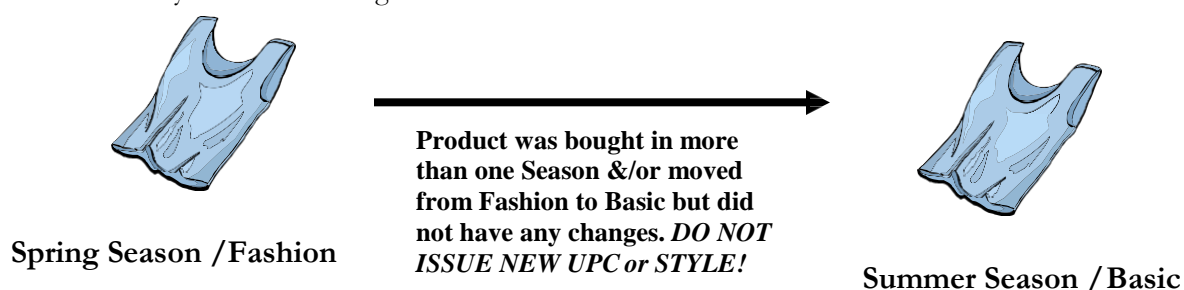 Product was bought in more
than one Season &/or moved
from Fashion to Basic but did
not have any changes. DO NOT
ISSUE NEW UPC or STYLE!
Spring Season /Fashion
Summer Season /Basic